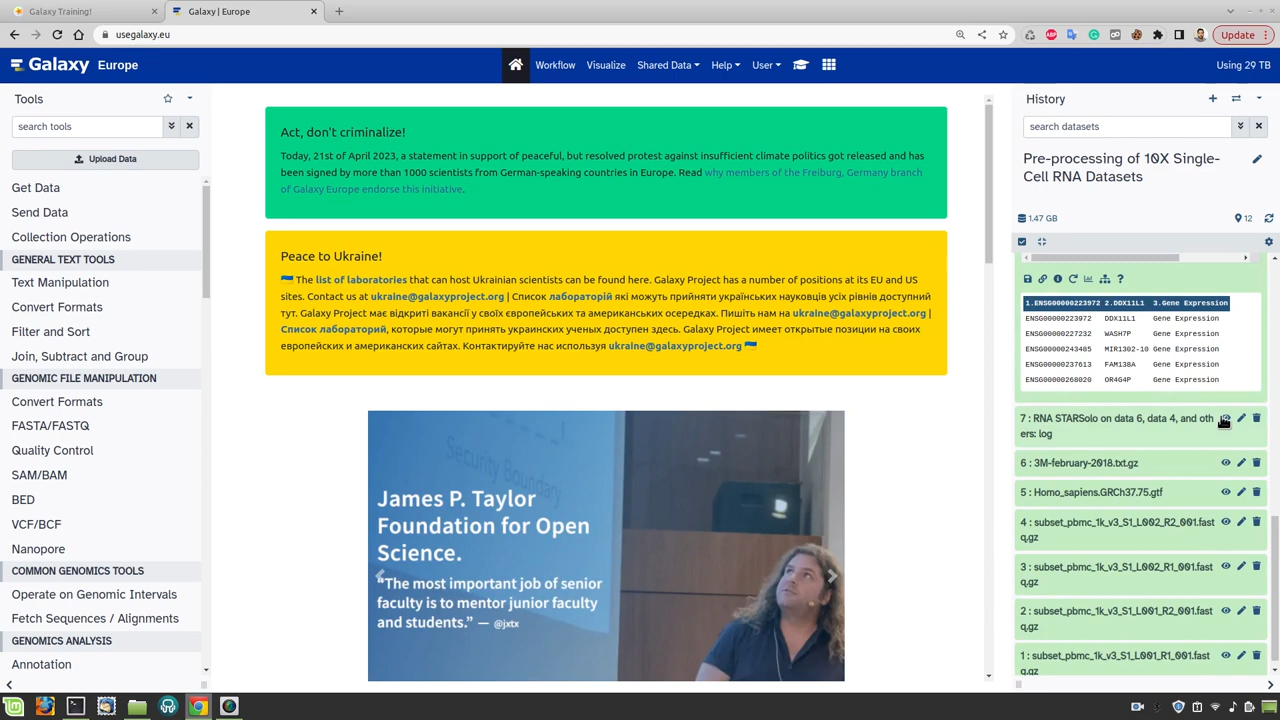 Galaxy Training!
Galaxy | Europe
usegalaxy.eu
Update
Galaxy Europe
Workflow Visualize Shared Data Help User
Using 29 TB
Tools
search tools
Upload Data
Get Data
Send Data
Collection Operations
GENERAL TEXT TOOLS
Text Manipulation
Convert Formats
Filter and Sort
Join, Subtract and Group
GENOMIC FILE MANIPULATION
Convert Formats
FASTA/FASTQ
Quality Control
SAM/BAM
BED
VCF/BCF
Nanopore
COMMON GENOMICS TOOLS
Operate on Genomic Intervals
Fetch Sequences / Alignments
GENOMICS ANALYSIS
Annotation
Act, don't criminalize!
Today, 21st of April 2023, a statement in support of peaceful, but resolved protest against insufficient climate politics got released and has
been signed by more than 1000 scientists from German-speaking countries in Europe. Read why members of the Freiburg, Germany branch
of Galaxy Europe endorse this initiative.
Peace to Ukraine!
The list of laboratories that can host Ukrainian scientists can be found here. Galaxy Project has a number of positions at its EU and US
sites. Contact us at ukraine@galaxyproject.org | Список лабораторій які можуть прийняти українських науковців усіх рівнів доступний
тут. Галаксі Проджект має відкриті вакансії у своїх європейських та американських осередках. Пишіть нам на ukraine@galaxyproject.org |
Список лабораторий, которые могут принять украинских ученых доступен здесь. Галакси Проджект имеет открытые позиции на своих
европейских и американских сайтах. Контактируйте нас используя ukraine@galaxyproject.org
Security Boundary
James P. Taylor
Foundation for Open
Science.
"The most important job of senior
faculty is to mentor junior faculty
and students." — @jxtx
History
search datasets
Pre-processing of 10X Single-
Cell RNA Datasets
1.47 GB
12
1.ENSG00000223972 2.DDX11L1 3.Gene Expression
ENSG00000223972 DDX11L1 Gene Expression
ENSG00000227232 WASH7P Gene Expression
ENSG00000243485 MIR1302-10 Gene Expression
ENSG00000237613 FAM138A Gene Expression
ENSG00000268020 OR4G4P Gene Expression
7 : RNA STARSolo on data 6, data 4, and oth
ers: log
6 : 3M-february-2018.txt.gz
5 : Homo_sapiens.GRCh37.75.gtf
4 : subset_pbmc_1k_v3_S1_L002_R2_001.fast
q.gz
3 : subset_pbmc_1k_v3_S1_L002_R1_001.fast
q.gz
2 : subset_pbmc_1k_v3_S1_L001_R2_001.fast
q.gz
1 : subset_pbmc_1k_v3_S1_L001_R1_001.fast
q.gz